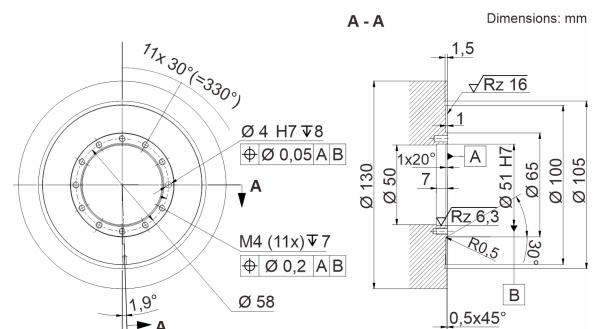 A - A
Dimensions: mm
11x 30°(=330°)
1,5
Rz 16
1
Ø 4 H7 ↧8
⌖ Ø 0,05 A B
A
1x20°
A
7
Ø 130
Ø 50
Ø 51 H7
Ø 65
Ø 100
Ø 105
M4 (11x) ↧7
⌖ Ø 0,2 A B
Rz 6,3
R0,5
30°
Ø 58
B
1,9°
A
0,5x45°